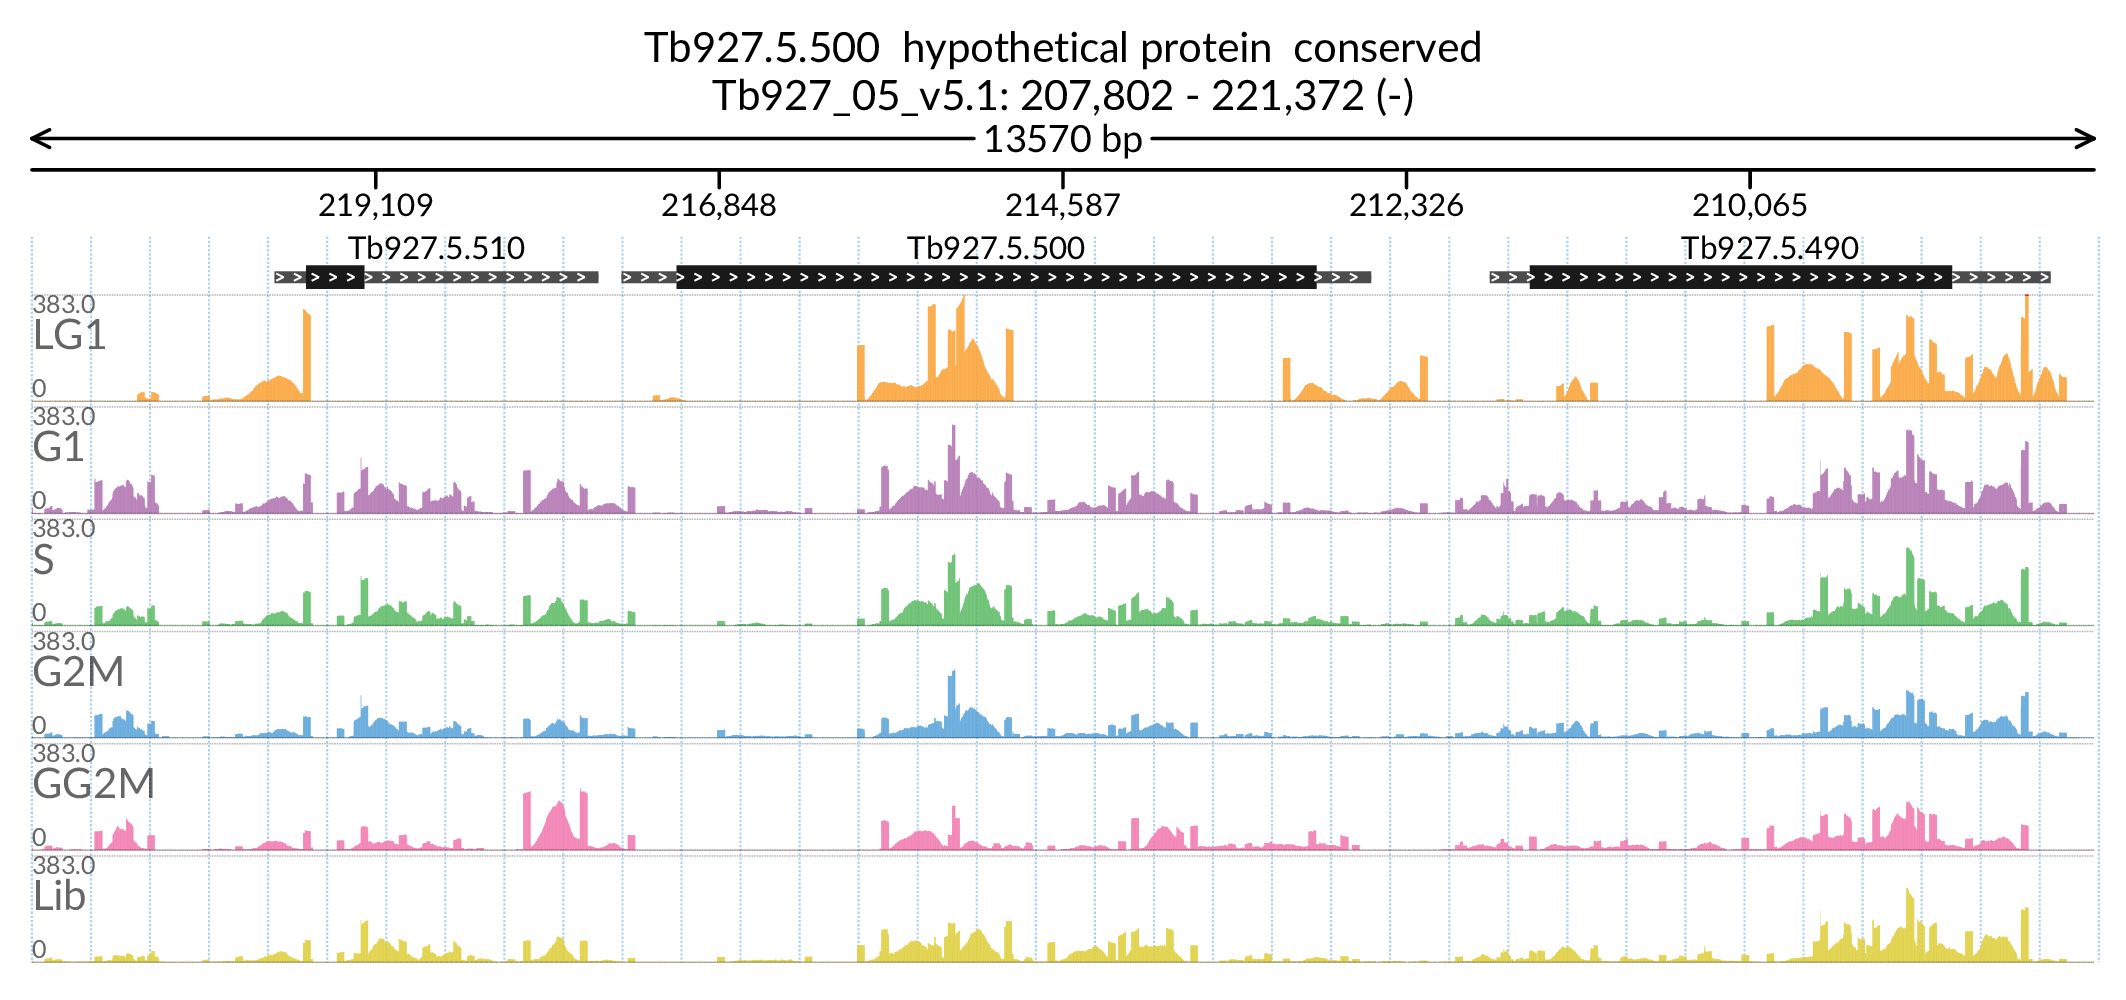 Tb927.5.500  hypothetical protein  conserved
Tb927_05_v5.1: 207,802 - 221,372 (-)
13570 bp
219,109 216,848 214,587 212,326 210,065
Tb927.5.510 Tb927.5.500 Tb927.5.490
383.0
LG1
0
383.0
G1
0
383.0
S
0
383.0
G2M
0
383.0
GG2M
0
383.0
Lib
0